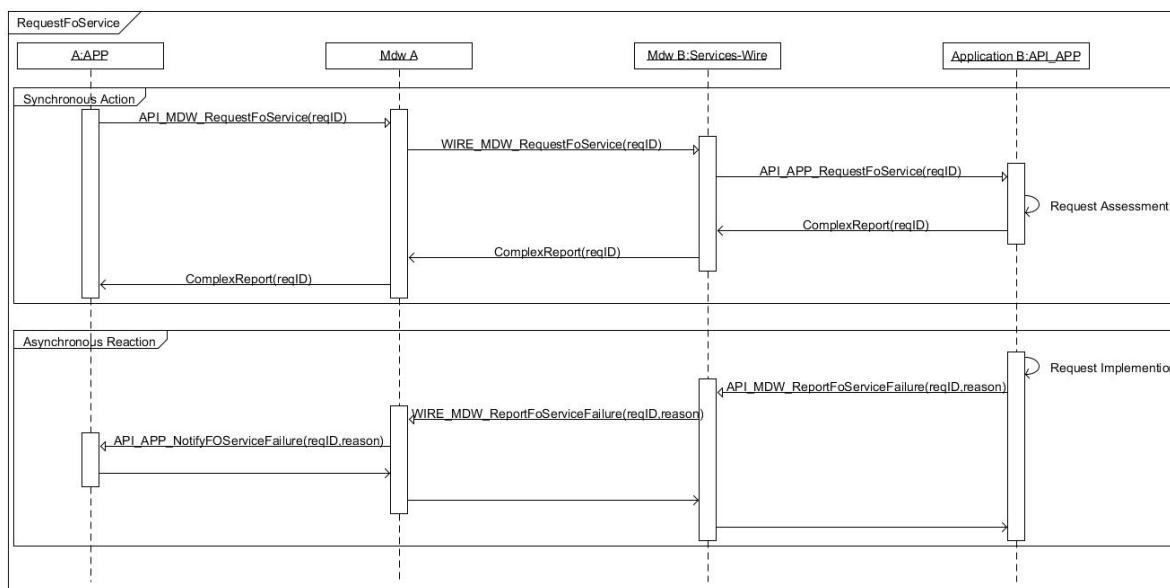 RequestFoService
A:APP
Mdw A
Mdw B:Services-Wire
Application B:API_APP
Synchronous Action
API_MDW_RequestFoService(reqID)
WIRE_MDW_RequestFoService(reqID)
API_APP_RequestFoService(reqID)
Request Assessment
ComplexReport(reqID)
ComplexReport(reqID)
ComplexReport(reqID)
Asynchronous Reaction
Request Implemention
API_MDW_ReportFoServiceFailure(reqID,reason)
WIRE_MDW_ReportFoServiceFailure(reqID,reason)
API_APP_NotifyFOServiceFailure(reqID,reason)